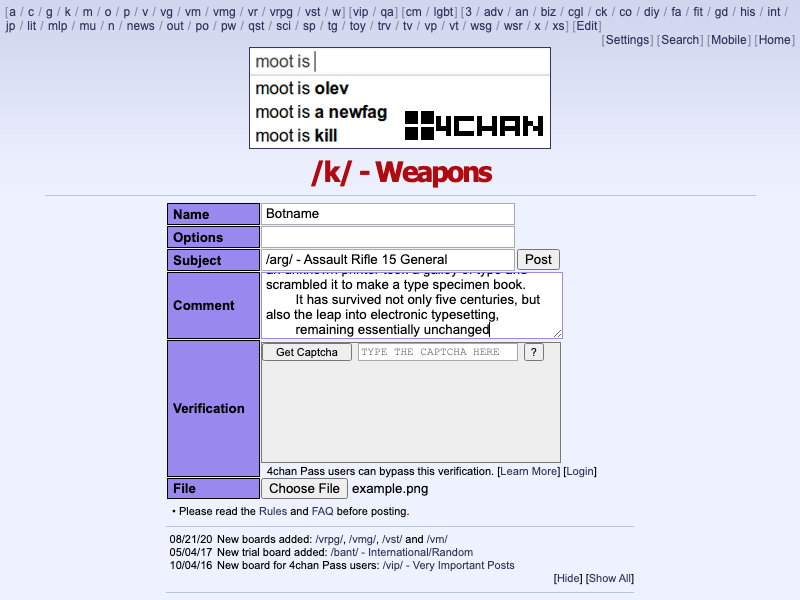 [a / c / g / k / m / o / p / v / vg / vm / vmg / vr / vrpg / vst / w] [vip / qa] [cm / lgbt] [3 / adv / an / biz / cgl / ck / co / diy / fa / fit / gd / his / int /
jp / lit / mlp / mu / n / news / out / po / pw / qst / sci / sp / tg / toy / trv / tv / vp / vt / wsg / wsr / x / xs] [Edit]
[Settings] [Search] [Mobile] [Home]
moot is
moot is olev
moot is a newfag
moot is kill
4CHAN
/k/ - Weapons
Name Botname
Options
Subject /arg/ - Assault Rifle 15 General Post
Comment
an unknown printer took a galley of type and
scrambled it to make a type specimen book.
It has survived not only five centuries, but
also the leap into electronic typesetting,
remaining essentially unchanged
Verification
Get Captcha TYPE THE CAPTCHA HERE ?
4chan Pass users can bypass this verification. [Learn More] [Login]
File Choose File example.png
• Please read the Rules and FAQ before posting.
08/21/20 New boards added: /vrpg/, /vmg/, /vst/ and /vm/
05/04/17 New trial board added: /bant/ - International/Random
10/04/16 New board for 4chan Pass users: /vip/ - Very Important Posts
[Hide] [Show All]